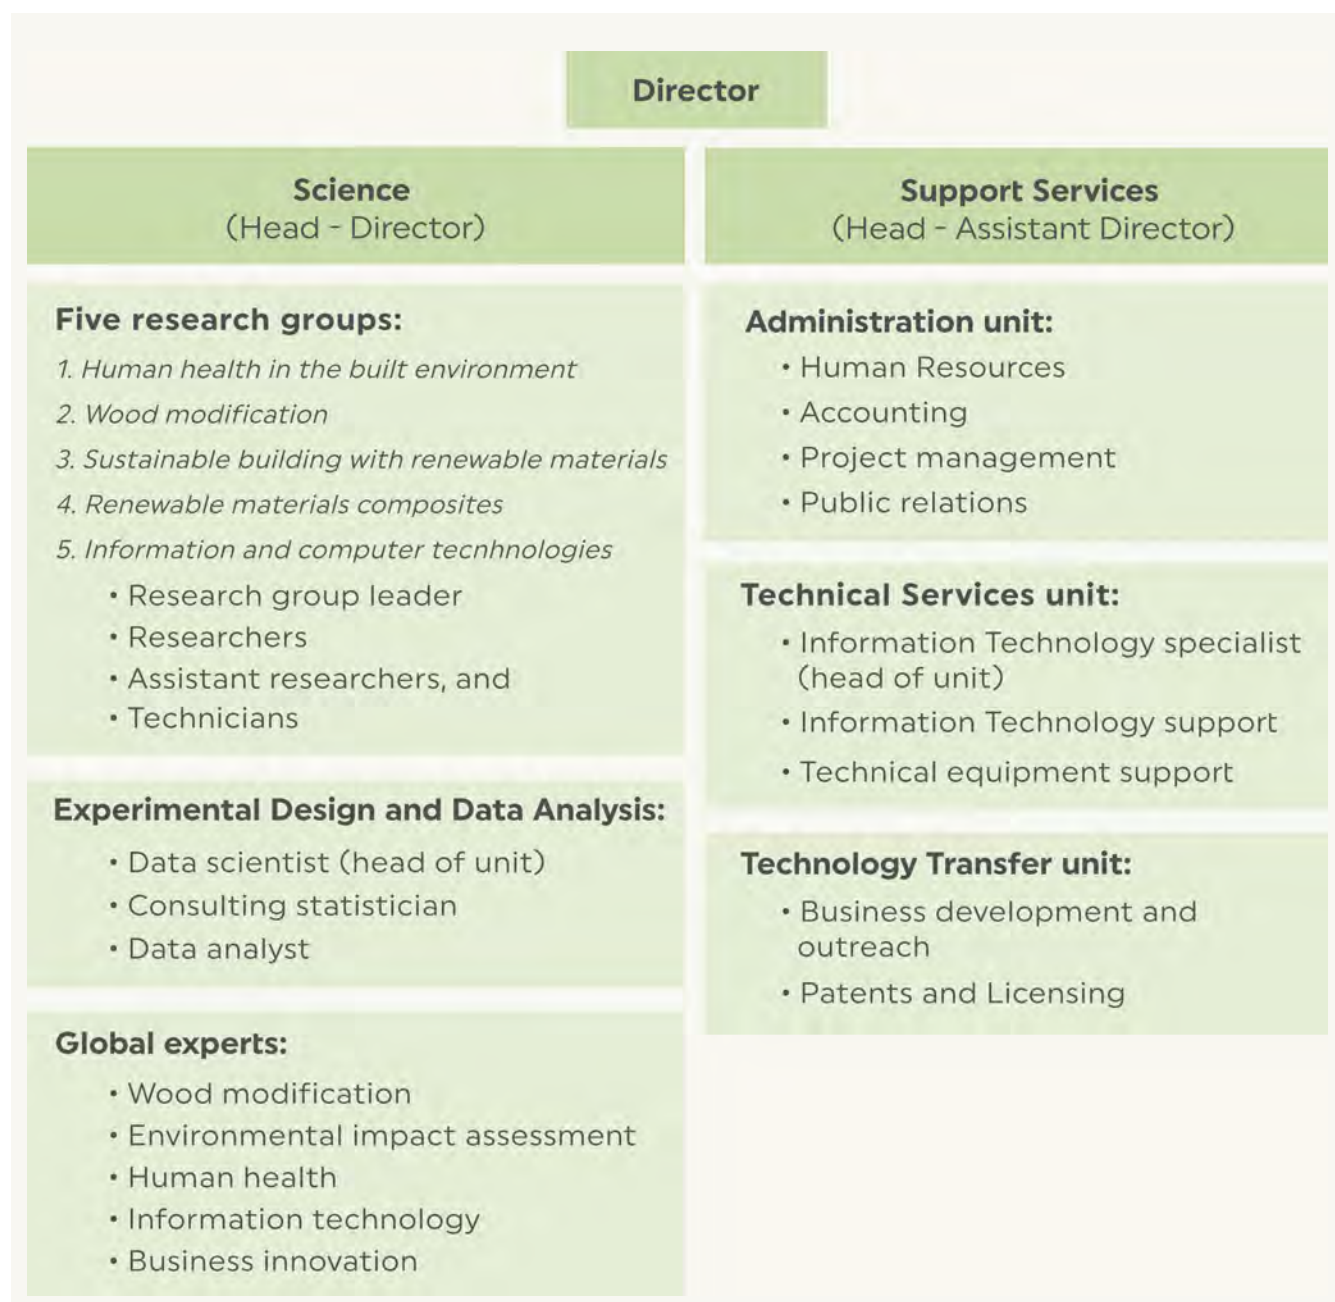 Director
Science
(Head - Director)
Five research groups:
1. Human health in the built environment
2. Wood modification
3. Sustainable building with renewable materials
4. Renewable materials composites
5. Information and computer tecnhnologies
• Research group leader
• Researchers
• Assistant researchers, and
• Technicians
Experimental Design and Data Analysis:
• Data scientist (head of unit)
• Consulting statistician
• Data analyst
Global experts:
• Wood modification
• Environmental impact assessment
• Human health
• Information technology
• Business innovation
Support Services
(Head - Assistant Director)
Administration unit:
• Human Resources
• Accounting
• Project management
• Public relations
Technical Services unit:
• Information Technology specialist
(head of unit)
• Information Technology support
• Technical equipment support
Technology Transfer unit:
• Business development and
outreach
• Patents and Licensing